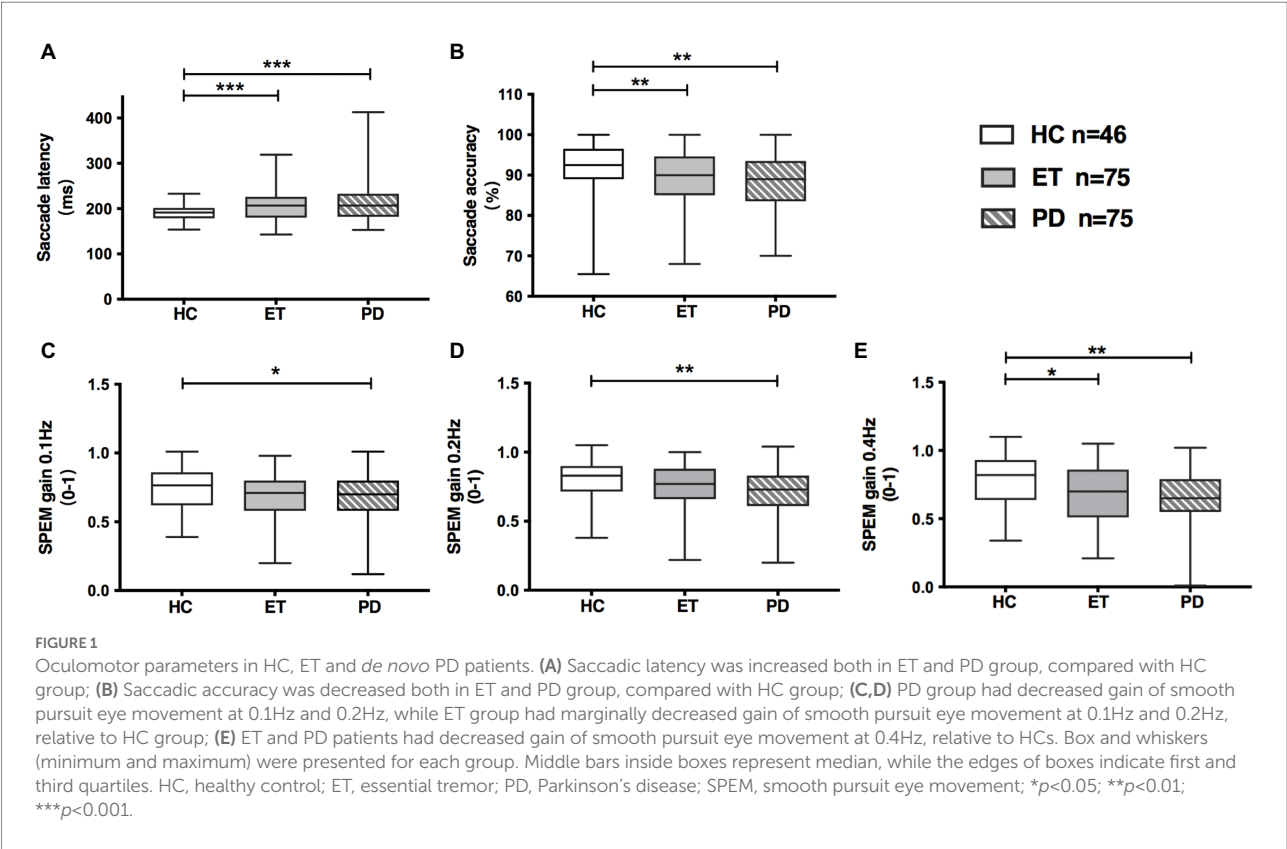 A
***
***
Saccade latency
(ms)
400
300
200
100
0
HC ET PD
B
**
**
Saccade accuracy
(%)
110
100
90
80
70
60
HC ET PD
HC n=46
ET n=75
PD n=75
C
*
SPEM gain 0.1Hz
(0-1)
1.5
1.0
0.5
0.0
HC ET PD
D
**
SPEM gain 0.2Hz
(0-1)
1.5
1.0
0.5
0.0
HC ET PD
E
**
*
SPEM gain 0.4Hz
(0-1)
1.5
1.0
0.5
0.0
HC ET PD
FIGURE 1
Oculomotor parameters in HC, ET and de novo PD patients. (A) Saccadic latency was increased both in ET and PD group, compared with HC
group; (B) Saccadic accuracy was decreased both in ET and PD group, compared with HC group; (C,D) PD group had decreased gain of smooth
pursuit eye movement at 0.1Hz and 0.2Hz, while ET group had marginally decreased gain of smooth pursuit eye movement at 0.1Hz and 0.2Hz,
relative to HC group; (E) ET and PD patients had decreased gain of smooth pursuit eye movement at 0.4Hz, relative to HCs. Box and whiskers
(minimum and maximum) were presented for each group. Middle bars inside boxes represent median, while the edges of boxes indicate first and
third quartiles. HC, healthy control; ET, essential tremor; PD, Parkinson's disease; SPEM, smooth pursuit eye movement; *p<0.05; **p<0.01;
***p<0.001.